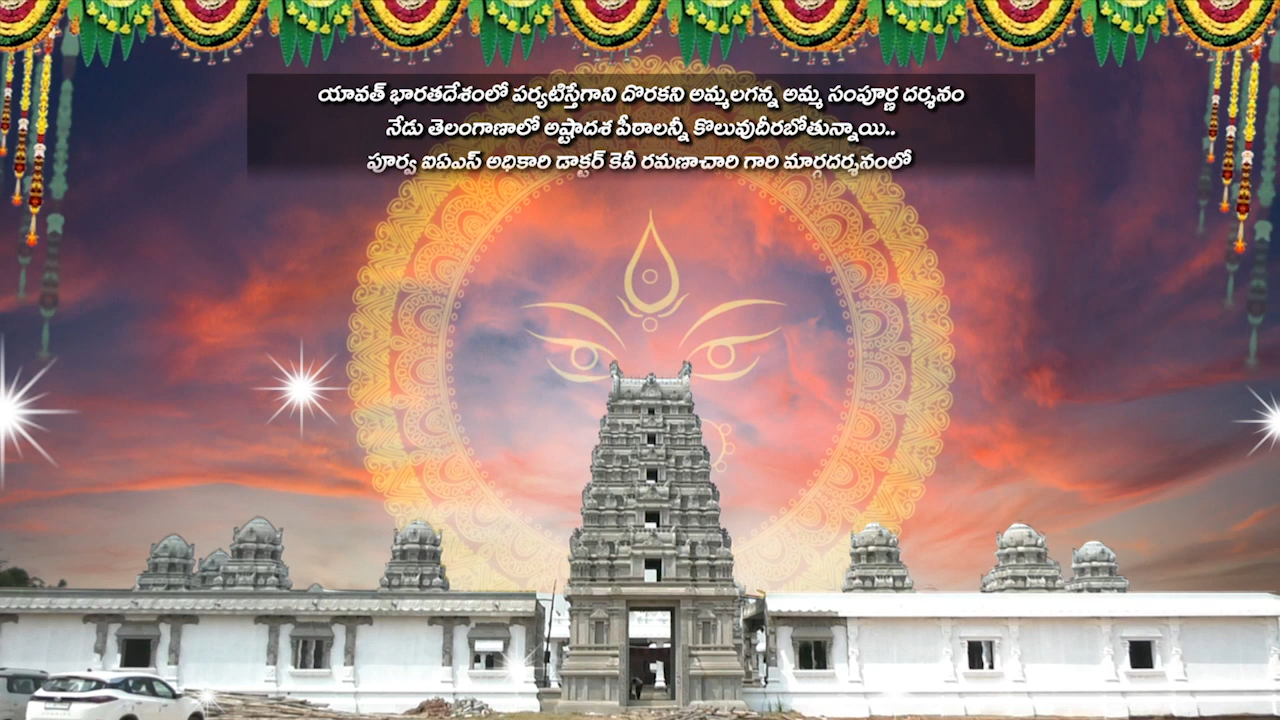 యావత్ భారతదేశంలో పర్యటిస్తేగాని దొరకని అమ్మలగన్న అమ్మ సంపూర్ణ దర్శనం
నేడు తెలంగాణాలో అష్టాదశ పీఠాలన్నీ కొలువుదీరబోతున్నాయి..
పూర్వ ఐఏఎస్ అధికారి డాక్టర్ కెవీ రమణాచారి గారి మార్గదర్శనంలో